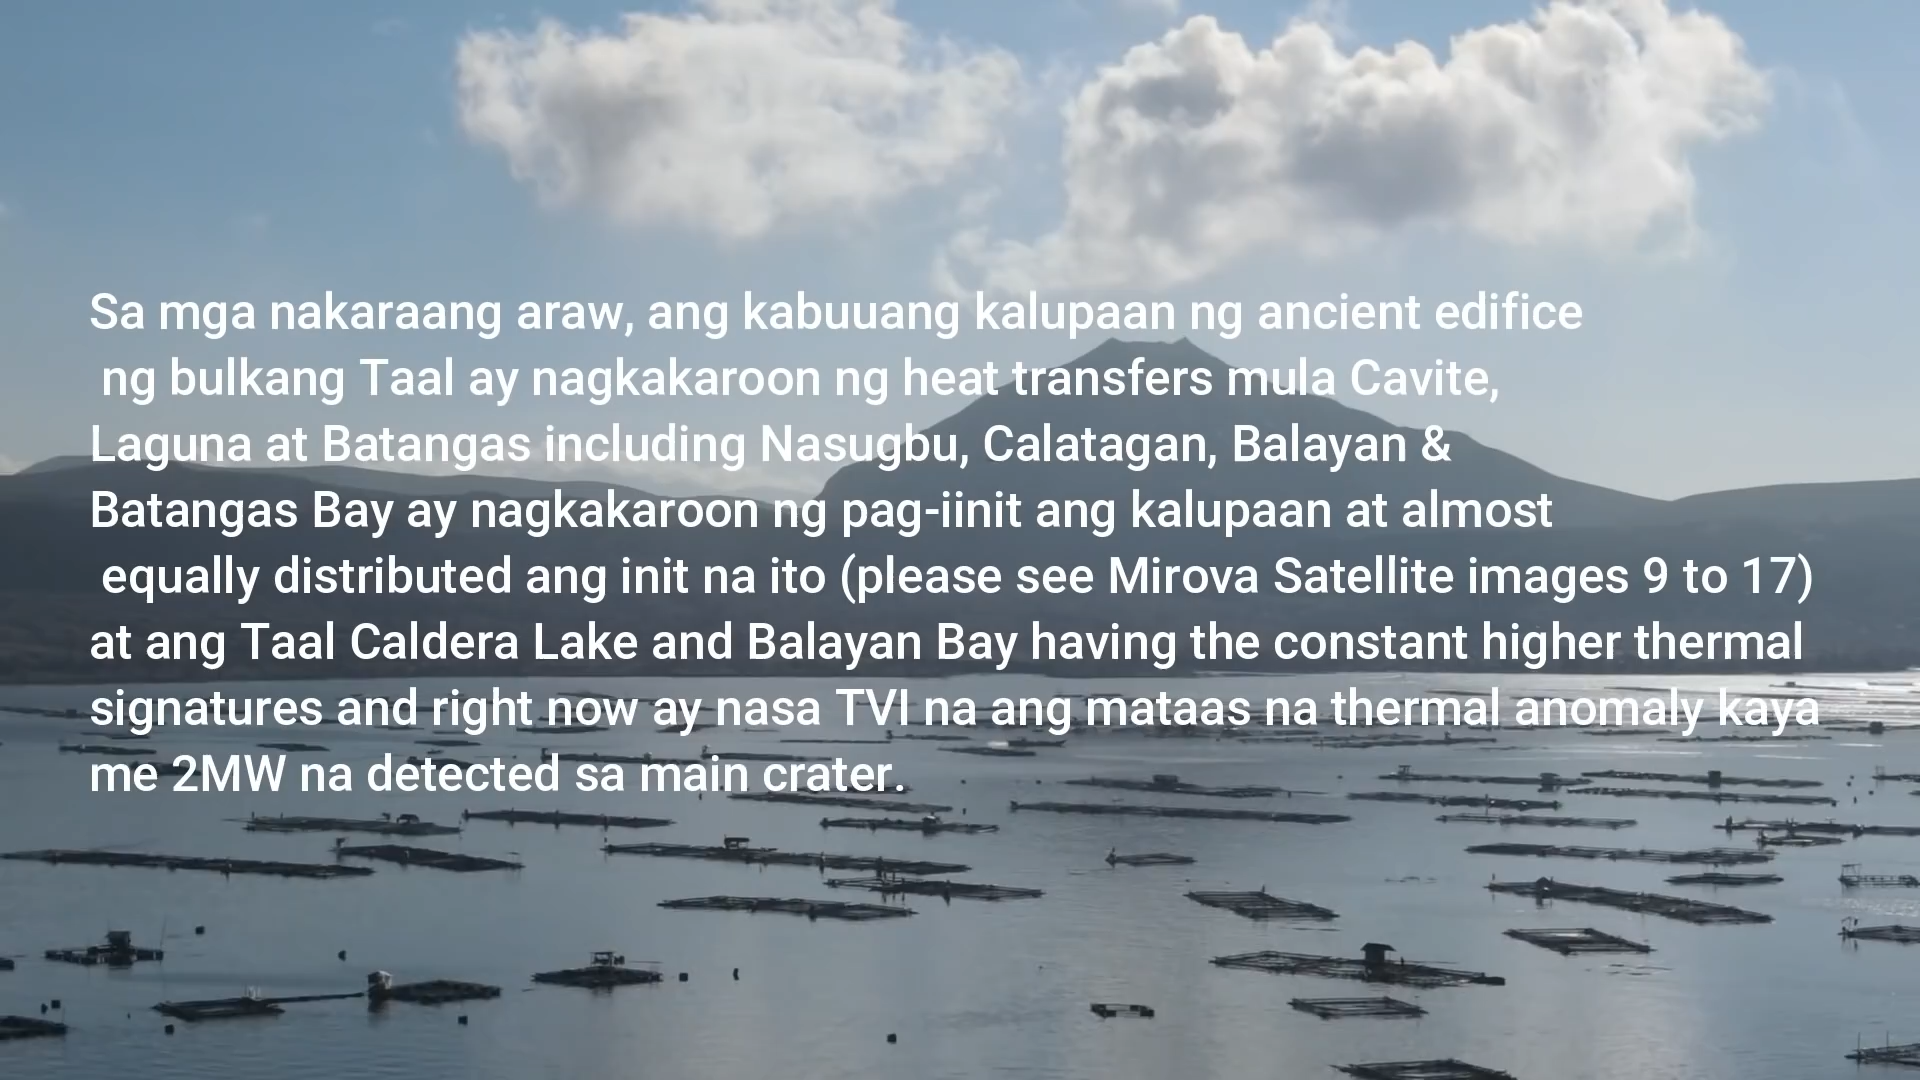 Sa mga nakaraang araw, ang kabuuang kalupaan ng ancient edifice
ng bulkang Taal ay nagkakaroon ng heat transfers mula Cavite,
Laguna at Batangas including Nasugbu, Calatagan, Balayan &
Batangas Bay ay nagkakaroon ng pag-iinit ang kalupaan at almost
equally distributed ang init na ito (please see Mirova Satellite images 9 to 17)
at ang Taal Caldera Lake and Balayan Bay having the constant higher thermal
signatures and right now ay nasa TVI na ang mataas na thermal anomaly kaya
me 2MW na detected sa main crater.